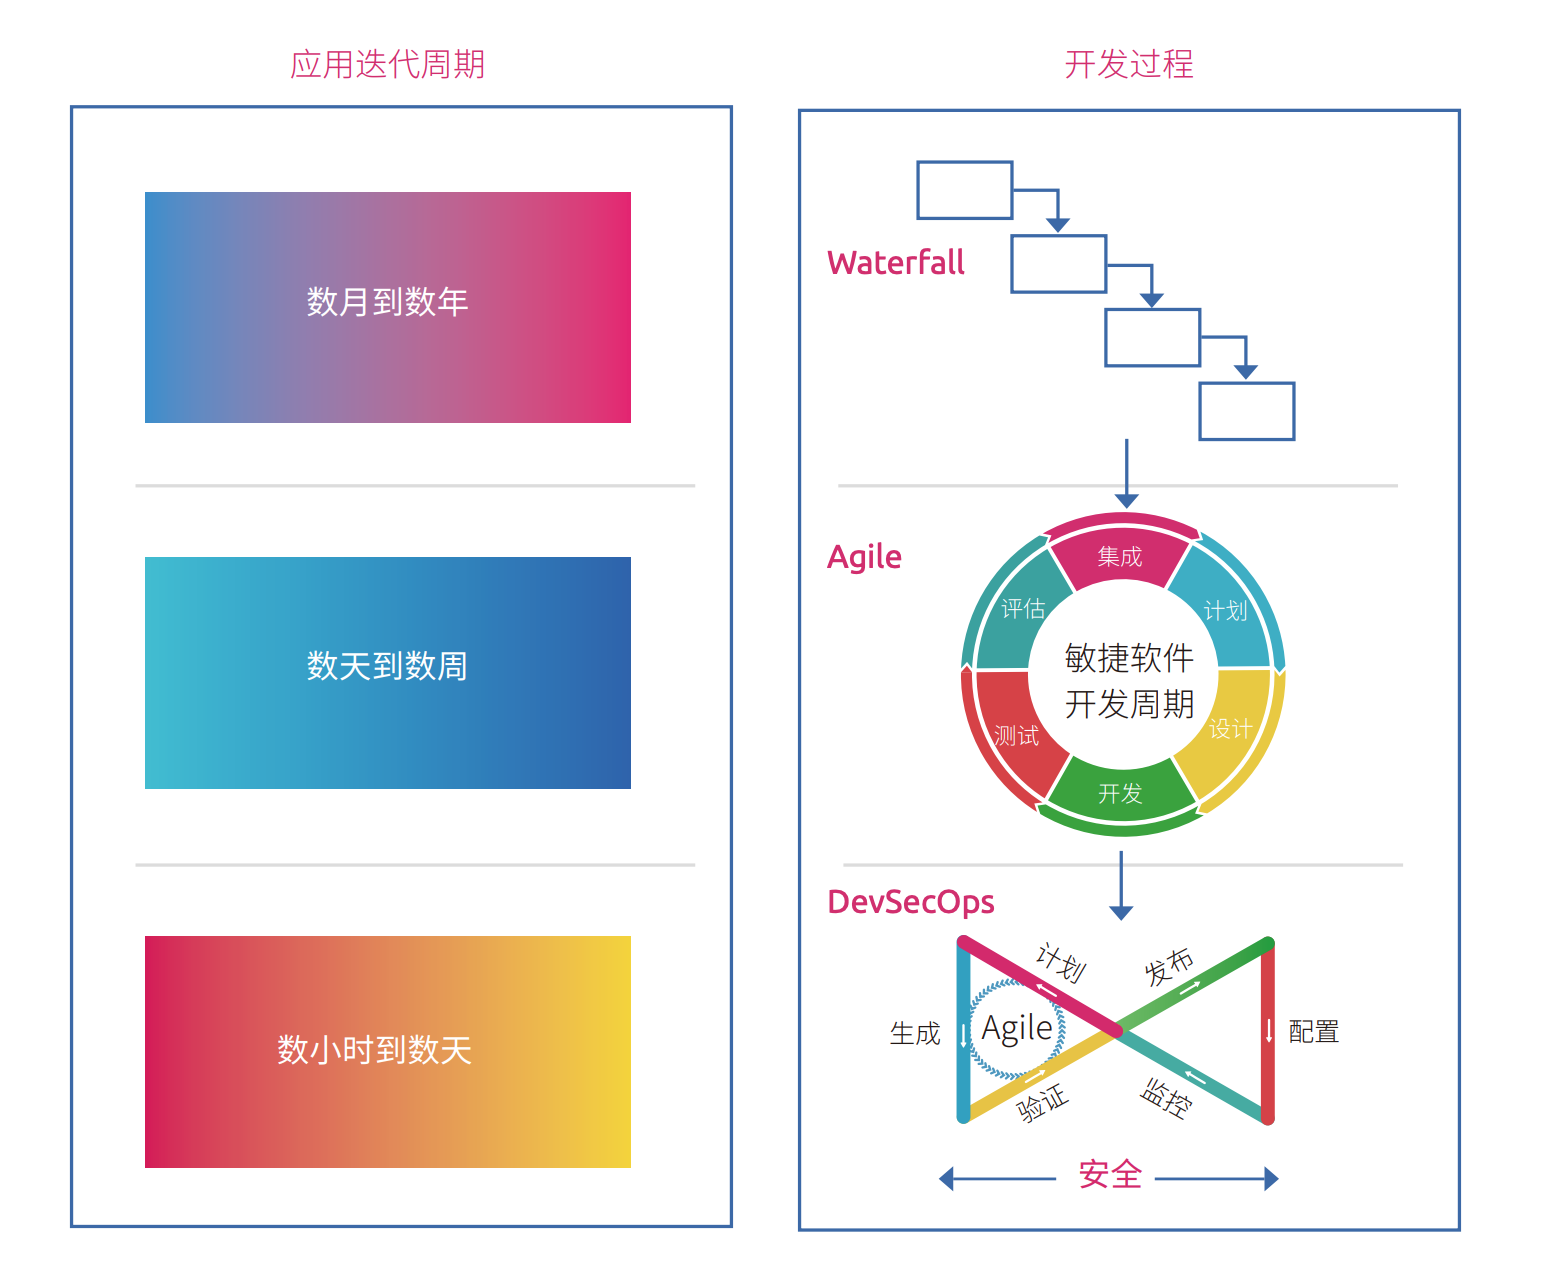 应用迭代周期
数月到数年
数天到数周
数小时到数天
开发过程
Waterfall
Agile
集成
计划
设计
开发
测试
评估
敏捷软件
开发周期
DevSecOps
计划
发布
生成
Agile
配置
验证
监控
安全